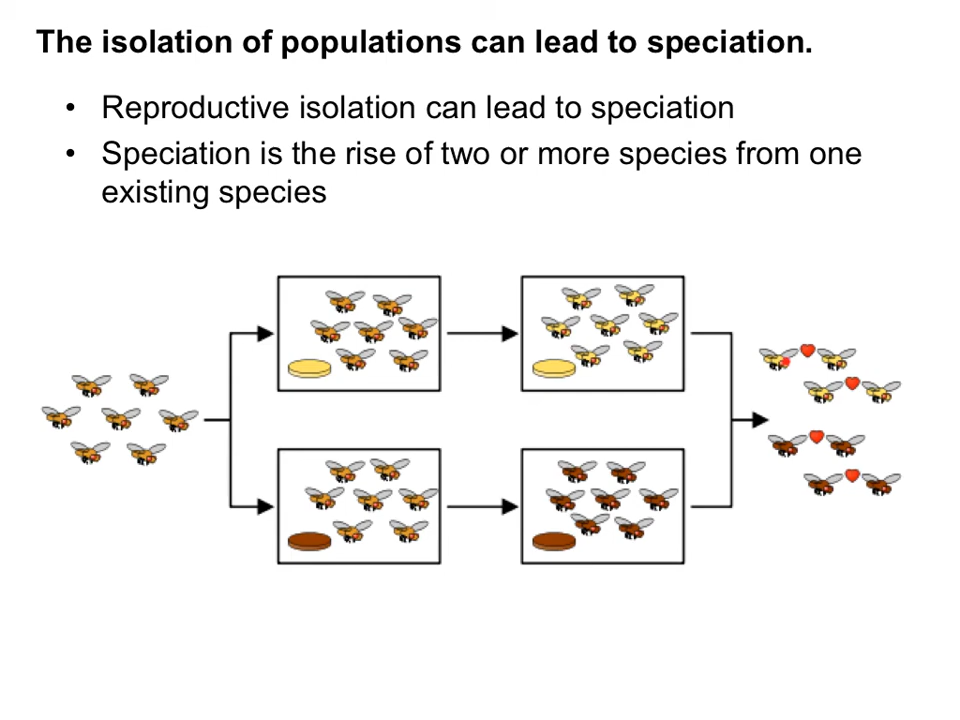 The isolation of populations can lead to speciation.
• Reproductive isolation can lead to speciation
• Speciation is the rise of two or more species from one
existing species